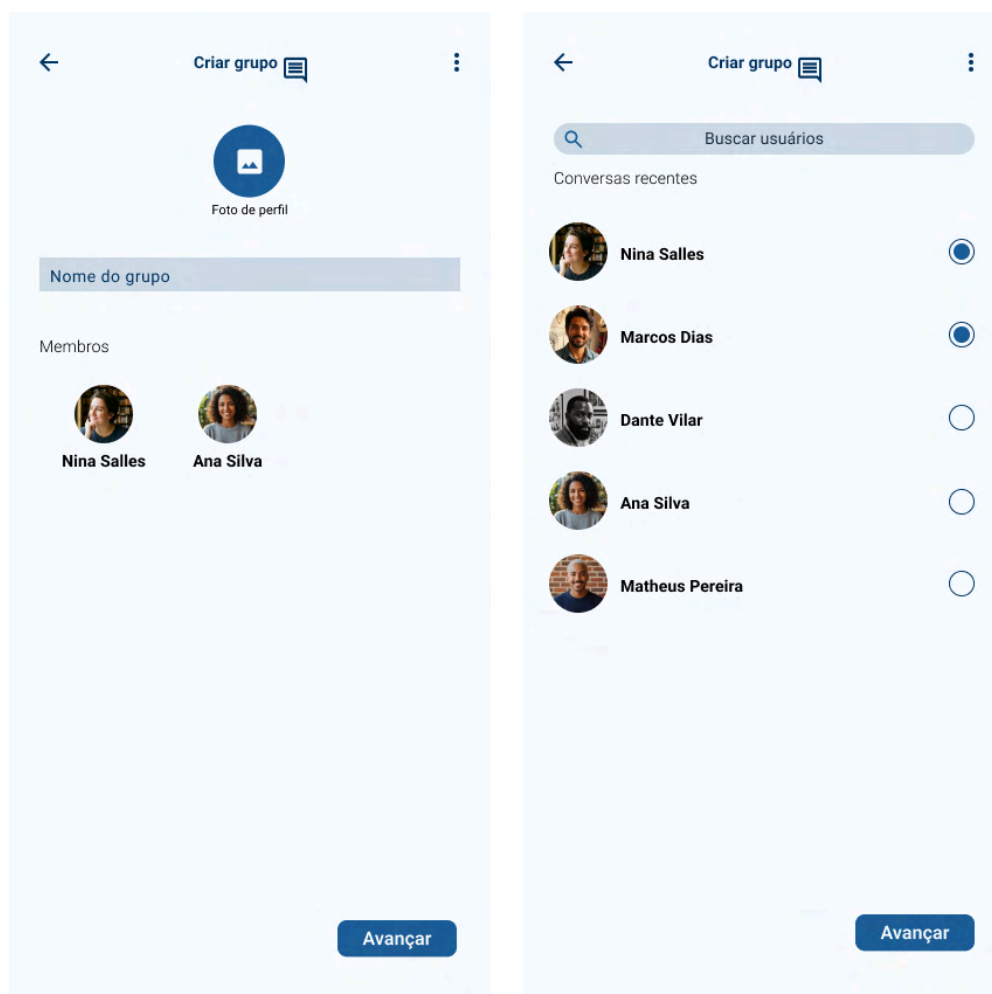 Criar grupo
Foto de perfil
Nome do grupo
Membros
Nina Salles
Ana Silva
Avançar
Criar grupo
Buscar usuários
Conversas recentes
Nina Salles
Marcos Dias
Dante Vilar
Ana Silva
Matheus Pereira
Avançar